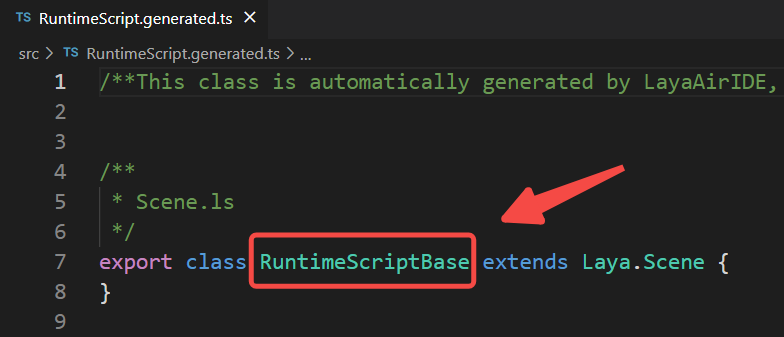 TS RuntimeScript.generated.ts ×
src > TS RuntimeScript.generated.ts > ...
1 /**This class is automatically generated by LayaAirIDE,
2
3
4 /**
5 * Scene.ls
6 */
7 export class RuntimeScriptBase extends Laya.Scene {
8 }
9